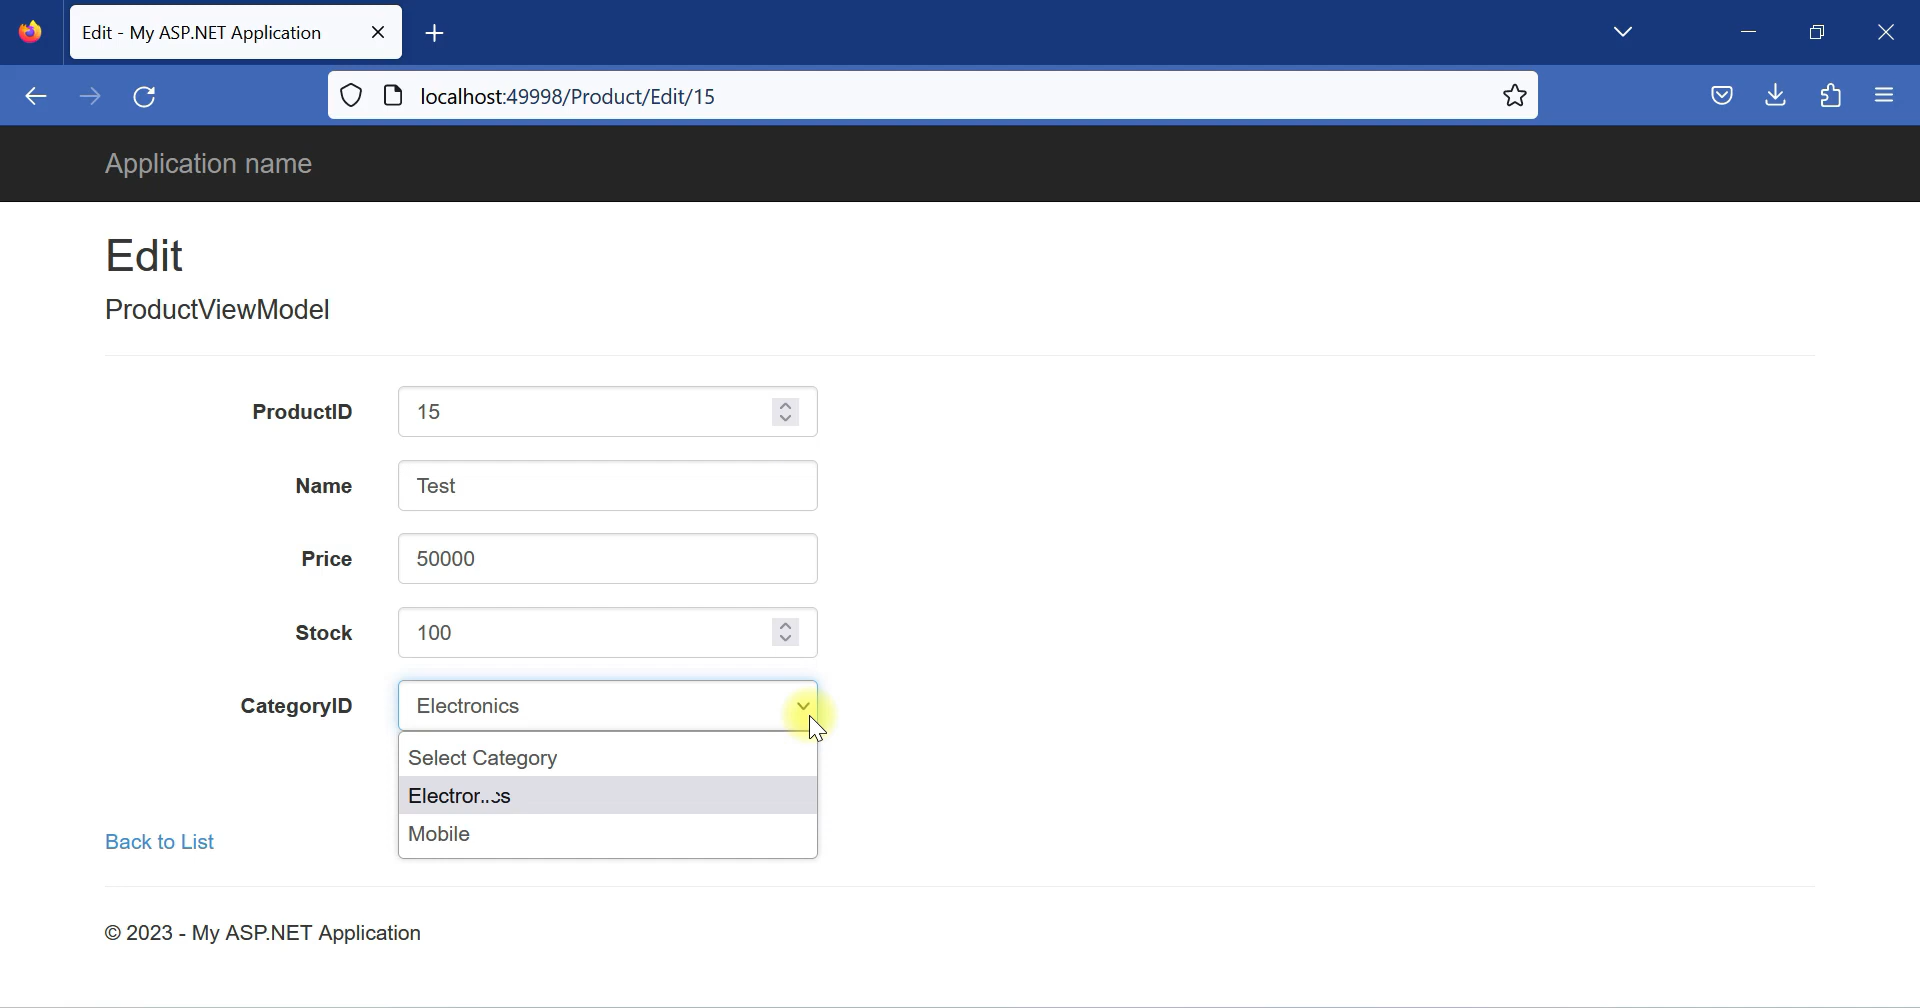 Edit - My ASP.NET Application
localhost:49998/Product/Edit/15
Application name
Edit
ProductViewModel
ProductID 15
Name Test
Price 50000
Stock 100
CategoryID Electronics
Select Category
Mobile
Back to List
© 2023 - My ASP.NET Application